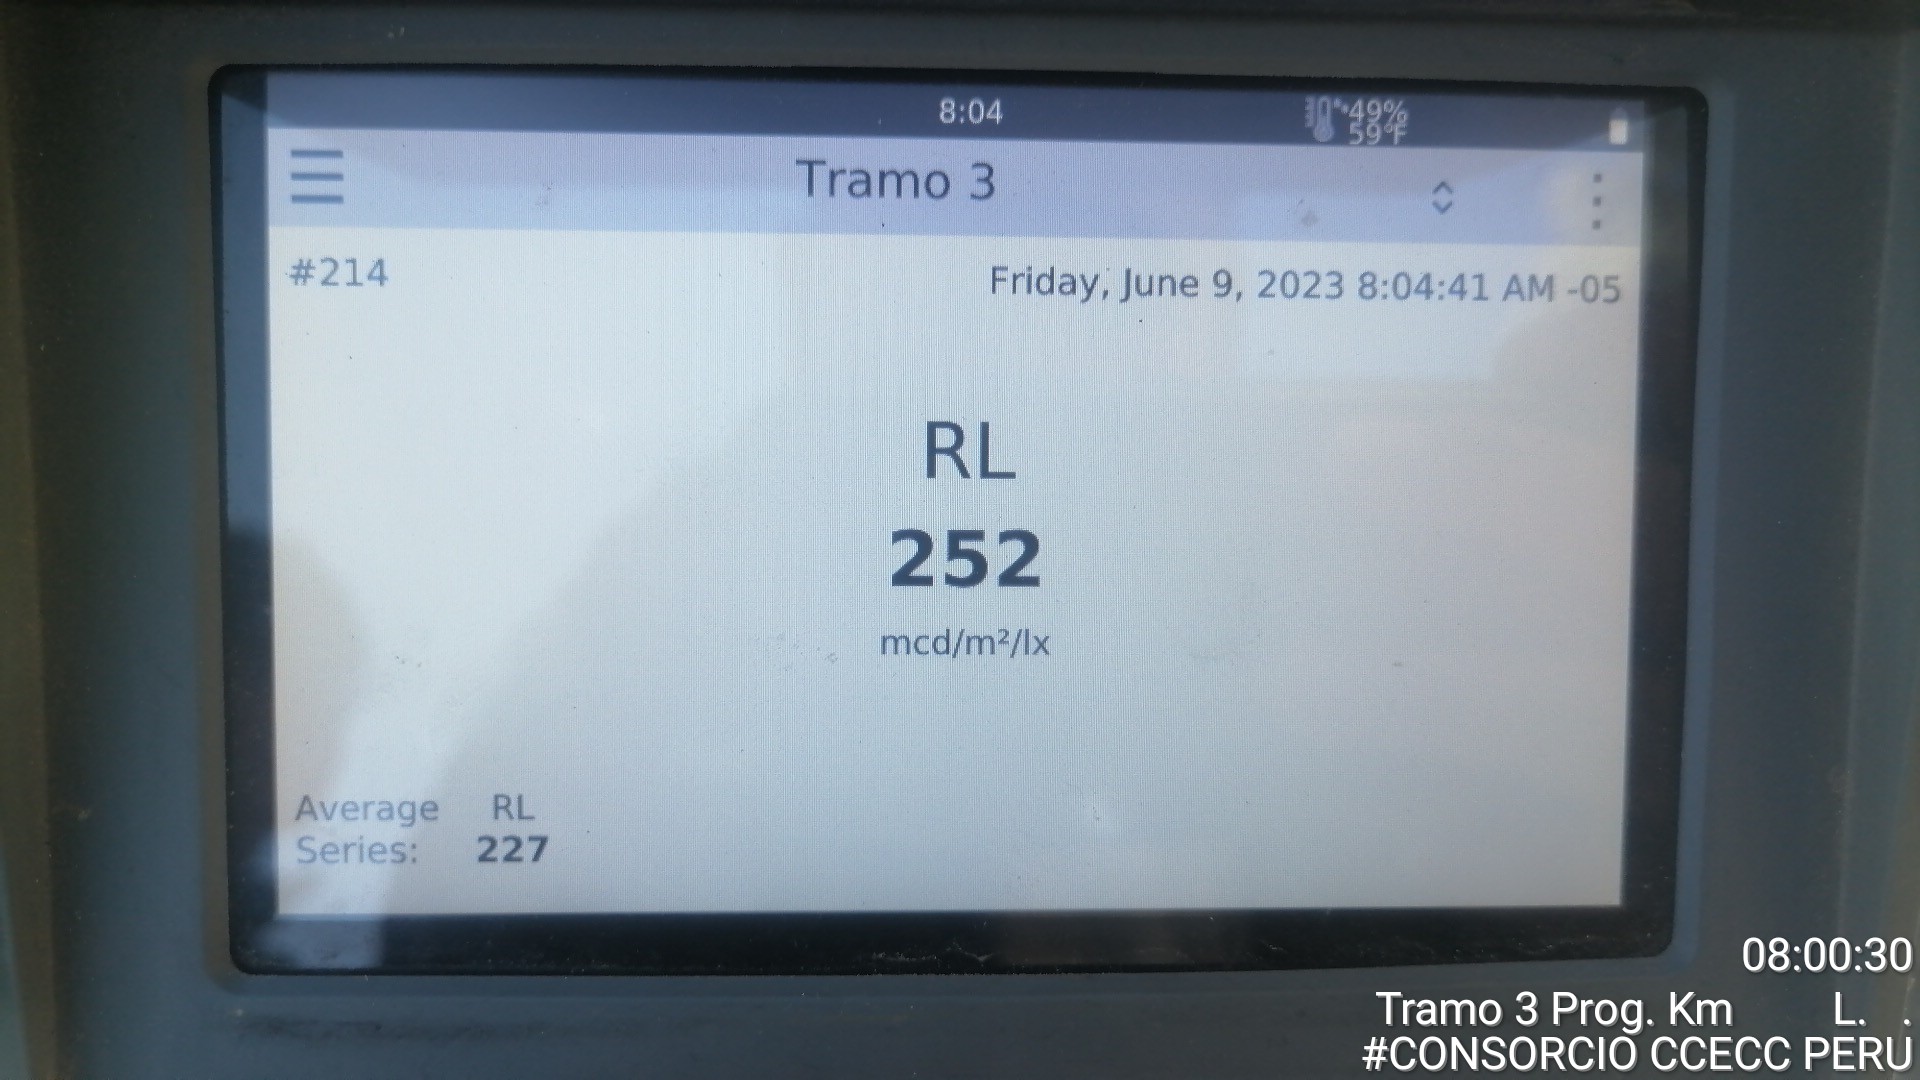 8:04
49%
59°F
Tramo 3
#214
Friday, June 9, 2023 8:04:41 AM -05
RL
252
mcd/m²/lx
Average RL
Series: 227
08:00:30
Tramo 3 Prog. Km L. .
#CONSORCIO CCECC PERU